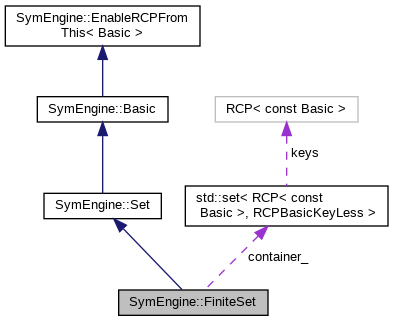 SymEngine::EnableRCPFrom
This< Basic >
SymEngine::Basic
RCP< const Basic >
keys
SymEngine::Set
std::set< RCP< const
Basic >, RCPBasicKeyLess >
container_
SymEngine::FiniteSet